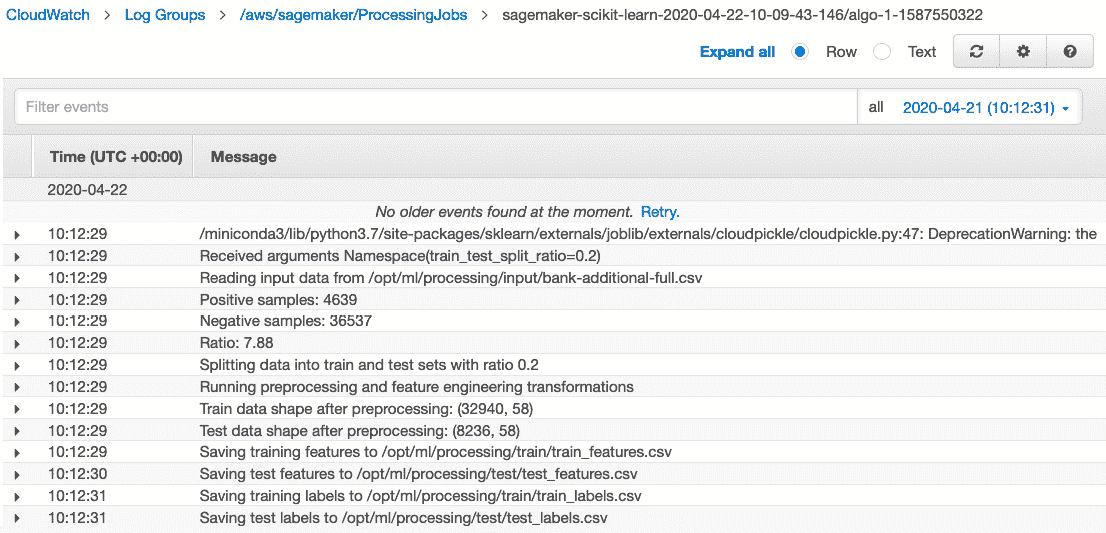 CloudWatch > Log Groups > /aws/sagemaker/ProcessingJobs > sagemaker-scikit-learn-2020-04-22-10-09-43-146/algo-1-1587550322
Expand all Row Text
Filter events all 2020-04-21 (10:12:31)
Time (UTC +00:00) Message
2020-04-22
No older events found at the moment. Retry.
10:12:29 /miniconda3/lib/python3.7/site-packages/sklearn/externals/joblib/externals/cloudpickle/cloudpickle.py:47: DeprecationWarning: the
10:12:29 Received arguments Namespace(train_test_split_ratio=0.2)
10:12:29 Reading input data from /opt/ml/processing/input/bank-additional-full.csv
10:12:29 Positive samples: 4639
10:12:29 Negative samples: 36537
10:12:29 Ratio: 7.88
10:12:29 Splitting data into train and test sets with ratio 0.2
10:12:29 Running preprocessing and feature engineering transformations
10:12:29 Train data shape after preprocessing: (32940, 58)
10:12:29 Test data shape after preprocessing: (8236, 58)
10:12:29 Saving training features to /opt/ml/processing/train/train_features.csv
10:12:30 Saving test features to /opt/ml/processing/test/test_features.csv
10:12:31 Saving training labels to /opt/ml/processing/train/train_labels.csv
10:12:31 Saving test labels to /opt/ml/processing/test/test_labels.csv